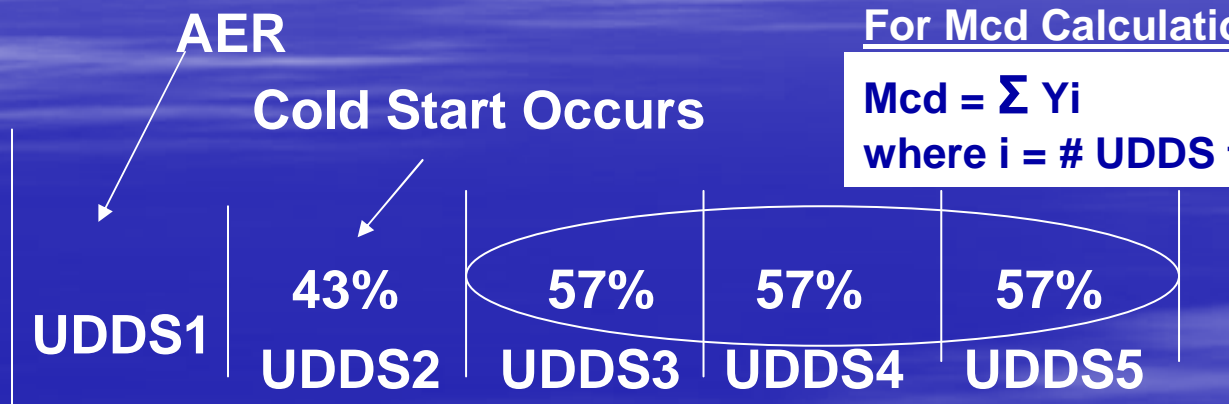 AER
For Mcd Calculatio
Cold Start Occurs
Mcd = Σ Yi
where i = # UDDS
43% 57% 57% 57%
UDDS1 UDDS2 UDDS3 UDDS4 UDDS5